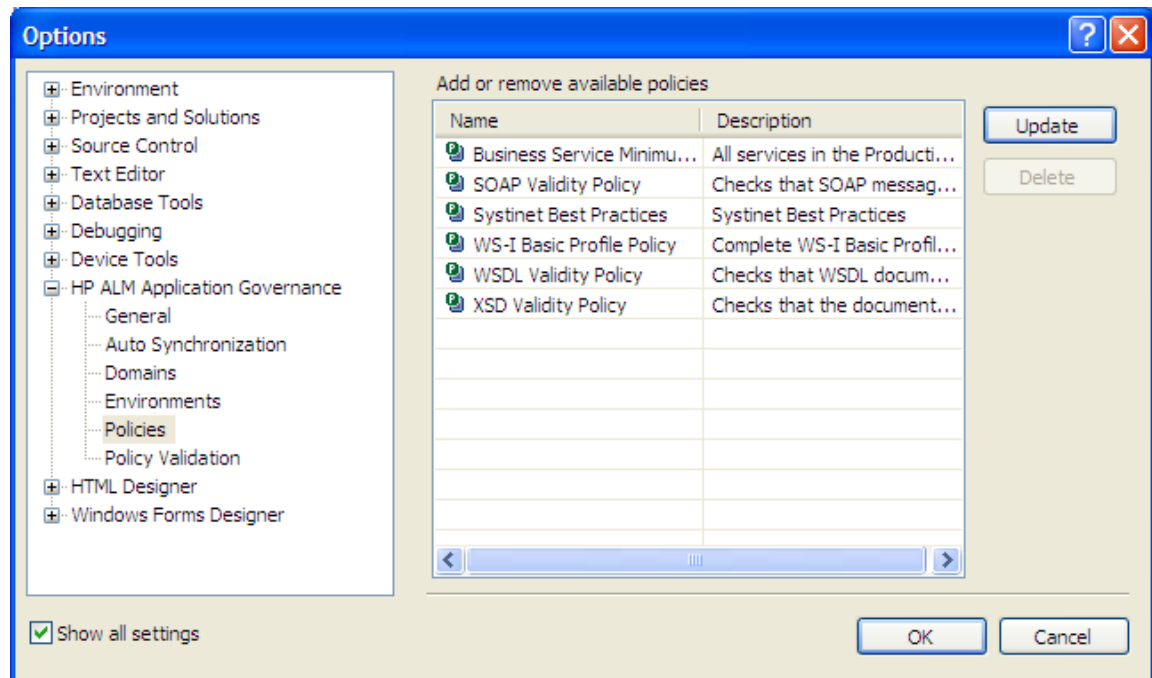 Options
Environment
Projects and Solutions
Source Control
Text Editor
Database Tools
Debugging
Device Tools
HP ALM Application Governance
General
Auto Synchronization
Domains
Environments
Policies
Policy Validation
HTML Designer
Windows Forms Designer
Add or remove available policies
Name Description
Business Service Minimu... All services in the Producti...
SOAP Validity Policy Checks that SOAP messag...
Systinet Best Practices Systinet Best Practices
WS-I Basic Profile Policy Complete WS-I Basic Profil...
WSDL Validity Policy Checks that WSDL docum...
XSD Validity Policy Checks that the document...
Update
Delete
Show all settings
OK
Cancel